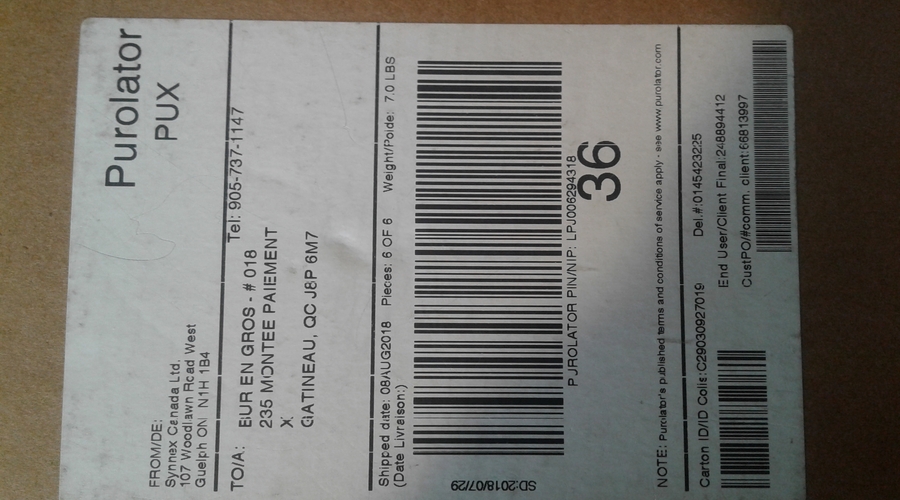 Purolator
PUX
FROM/DE:
Synnex Canada Ltd.
107 Woodlawn Road West
Guelph ON N1H 1B4
Tel: 905-737-1147
TO/A: BUR EN GROS - # 018
235 MONTEE PAIEMENT
X
GATINEAU, QC J8P 6M7
Shipped date: 08AUG2018 Pieces: 6 OF 6 Weight/Poide: 7.0 LBS
(Date Livraison:)
SD:2018/07/29
PUROLATOR PIN/NIP: LPJ006294318
36
NOTE: Purolator's published terms and conditions of service apply - see www.purolator.com
Carton ID/ID Colis:C29030927019 Del.#:0145423225
End User/Client Final:248894412
CustPO/#comm. client:66813997